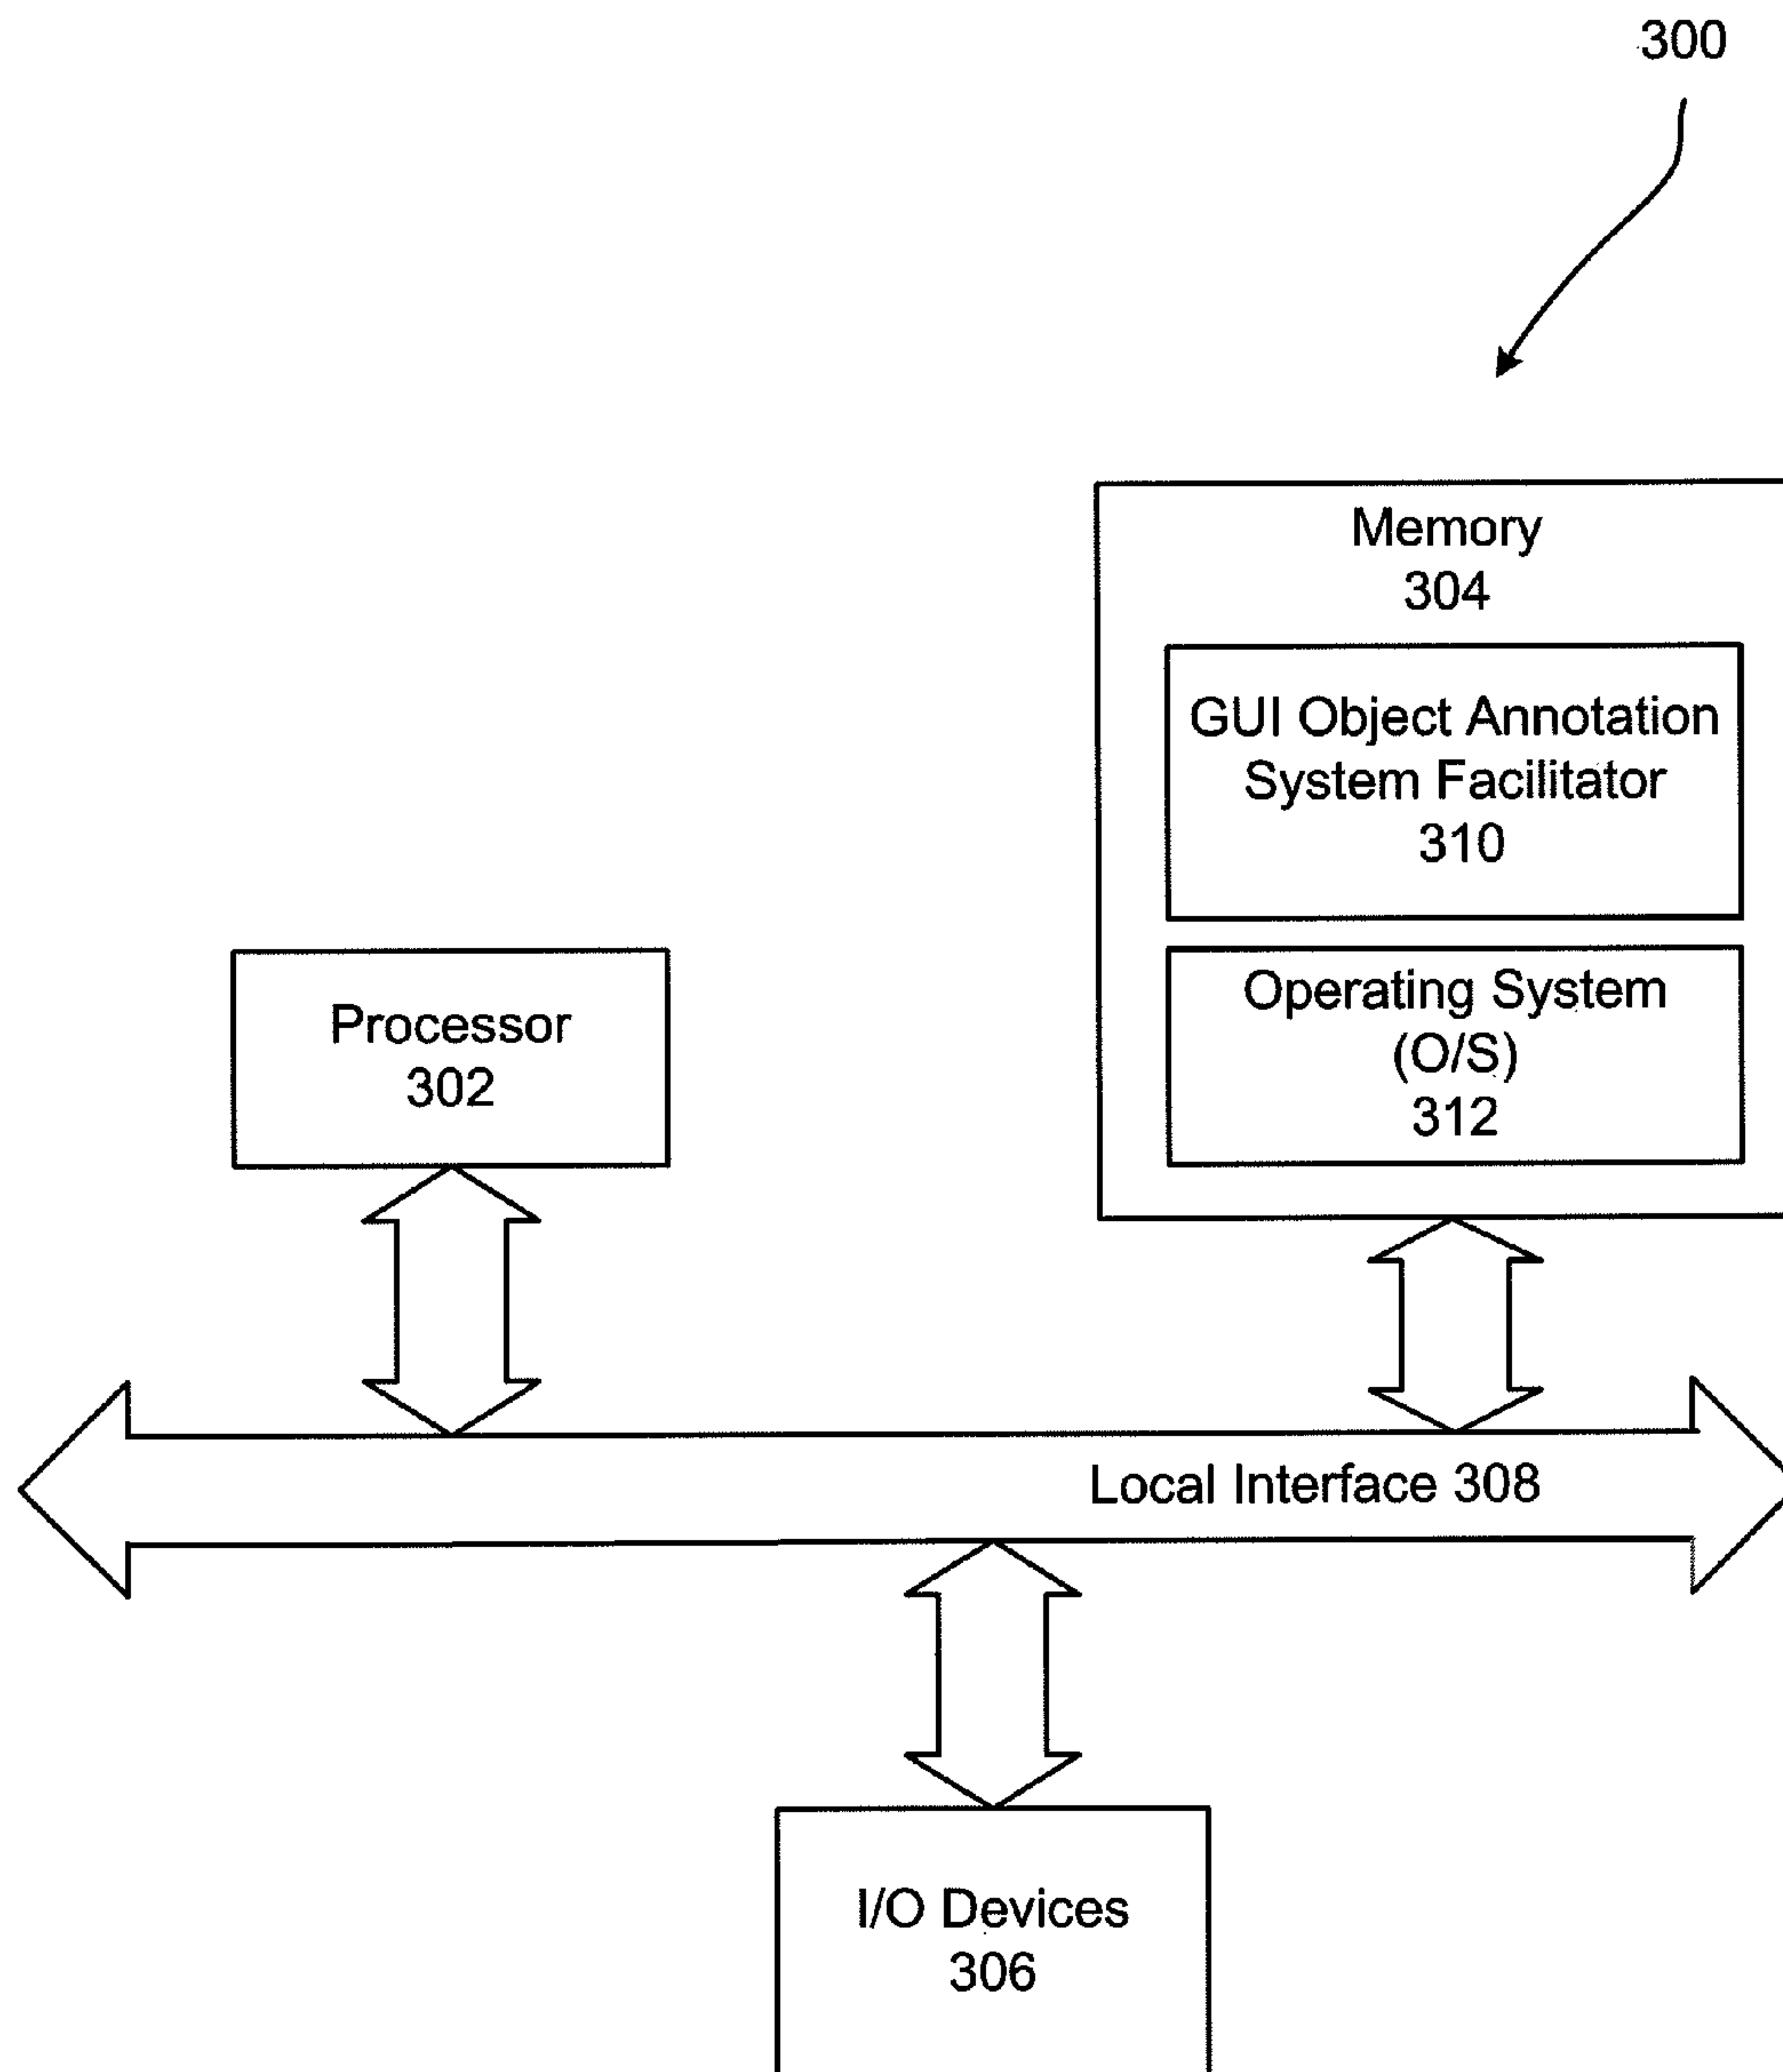 300
Memory
304
GUI Object Annotation
System Facilitator
310
Operating System
(O/S)
312
Processor
302
Local Interface 308
I/O Devices
306